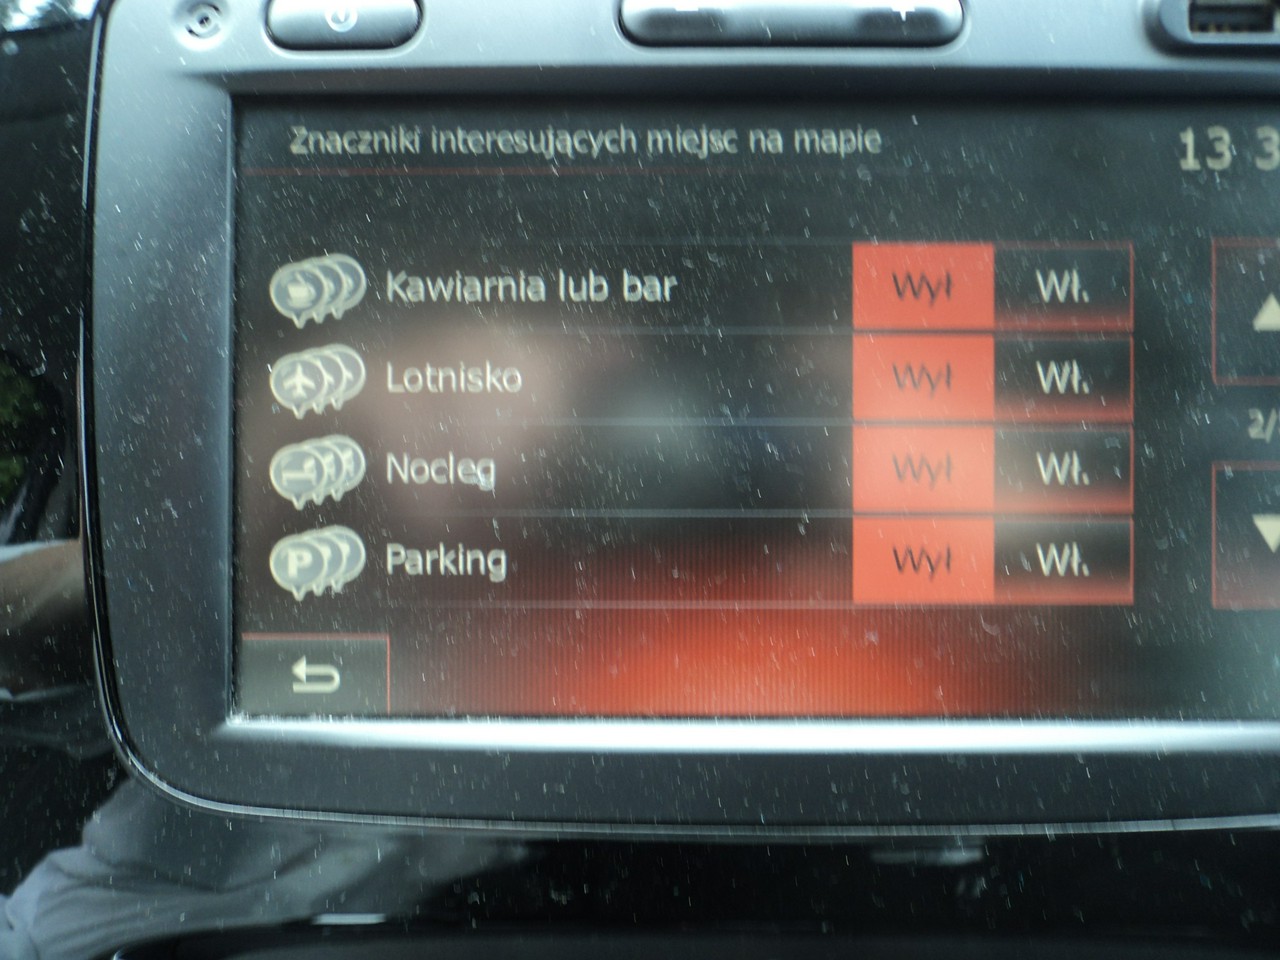 Znaczniki interesujących miejsc na mapie
13 3
Kawiarnia lub bar Wył Wł.
Lotnisko Wył Wł.
2/
Nocleg Wył Wł.
P Parking Wył Wł.